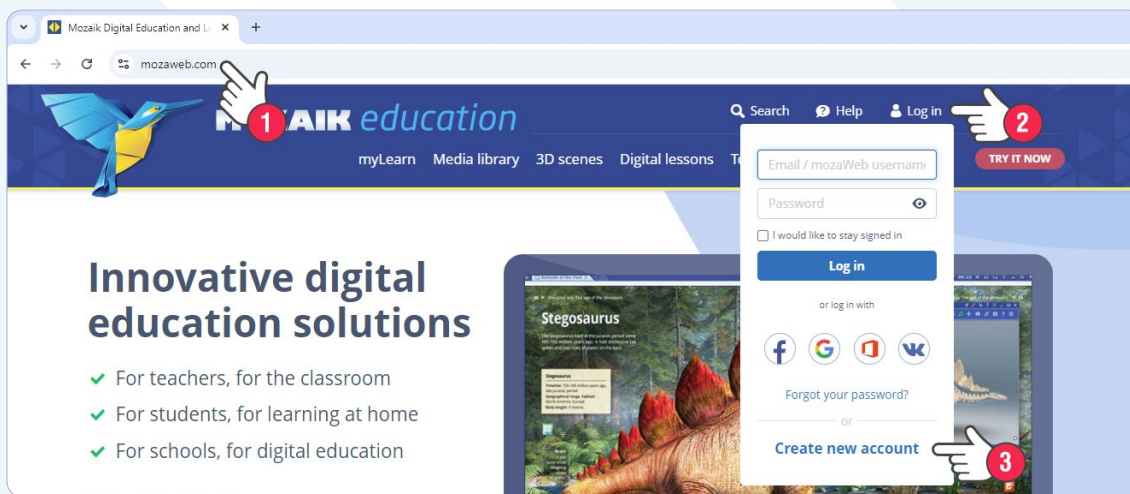 Mozaik Digital Education and L
mozaweb.com
1
MOZAIK education
Search Help Log in
2
myLearn Media library 3D scenes Digital lessons
TRY IT NOW
Email / mozaWeb username
Password
I would like to stay signed in
Log in
or log in with
Forgot your password?
or
Create new account
3
Innovative digital
education solutions
For teachers, for the classroom
For students, for learning at home
For schools, for digital education
Stegosaurus